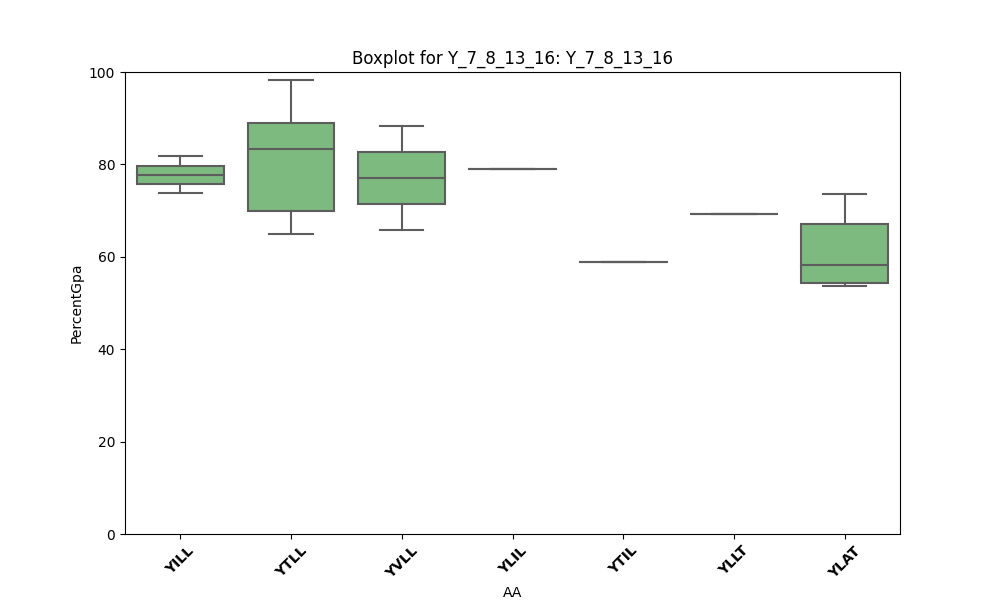 Boxplot for Y_7_8_13_16: Y_7_8_13_16
100
80
60
40
20
0
PercentGpa
YILL
YTLL
YVLL
YLIL
YTIL
YLLT
YLAT
AA